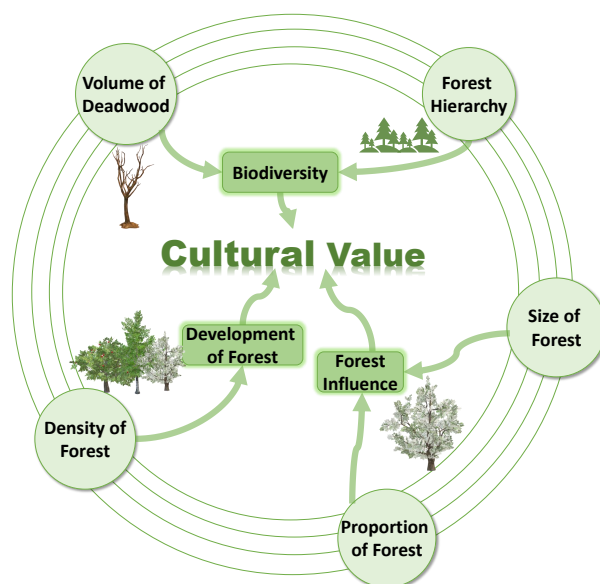 Volume of
Deadwood
Forest
Hierarchy
Biodiversity
Cultural Value
Size of
Forest
Development
of Forest
Forest
Influence
Density of
Forest
Proportion
of Forest